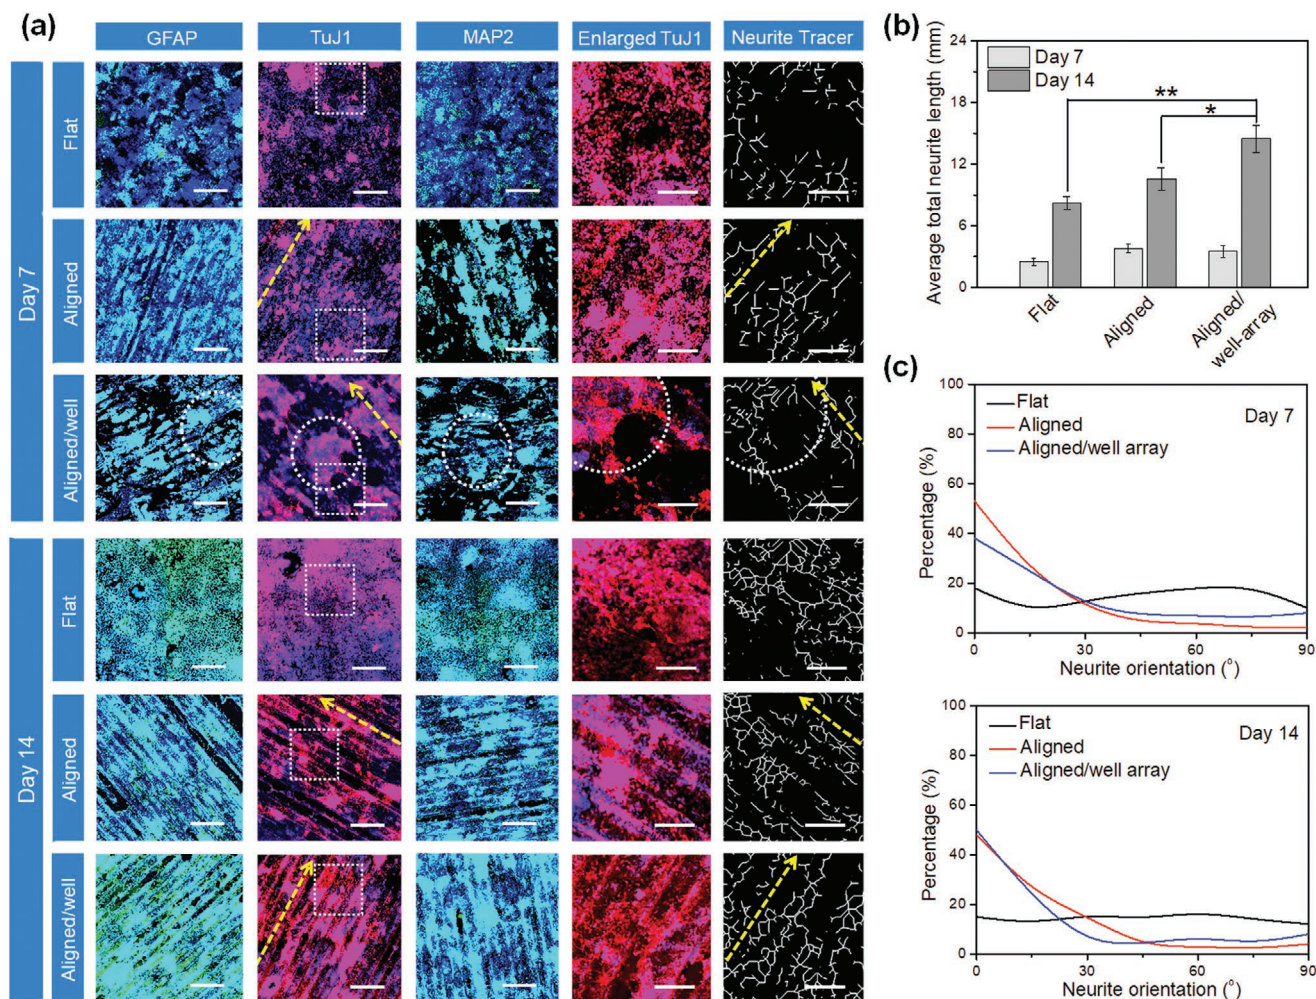 (a)
GFAP
TuJ1
MAP2
Enlarged TuJ1
Neurite Tracer
Day 7
Flat
Aligned
Aligned/well
Day 14
Flat
Aligned
Aligned/well
(b)
Average total neurite length (mm)
24
18
12
6
0
Day 7
Day 14
**
*
Flat
Aligned
Aligned/
well-array
(c)
Percentage (%)
100
80
60
40
20
0
Flat
Aligned
Aligned/well array
Day 7
0 30 60 90
Neurite orientation (°)
Percentage (%)
100
80
60
40
20
0
Flat
Aligned
Aligned/well array
Day 14
0 30 60 90
Neurite orientation (°)